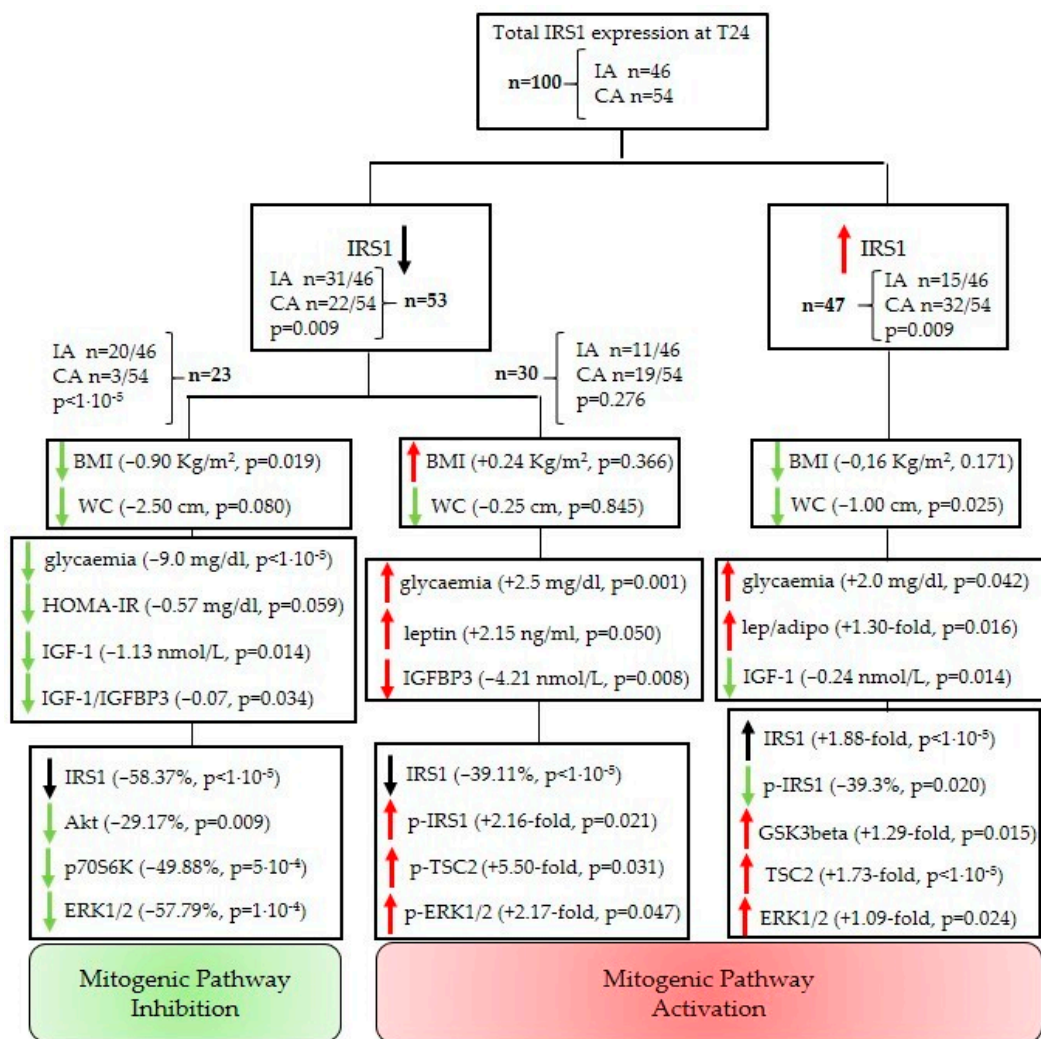 Total IRS1 expression at T24
n=100
IA n=46
CA n=54
IRS1
IA n=31/46
CA n=22/54
p=0.009
n=53
IRS1
n=47
IA n=15/46
CA n=32/54
p=0.009
IA n=20/46
CA n=3/54
p<1·10⁻⁵
n=23
n=30
IA n=11/46
CA n=19/54
p=0.276
BMI (−0.90 Kg/m², p=0.019)
WC (−2.50 cm, p=0.080)
BMI (+0.24 Kg/m², p=0.366)
WC (−0.25 cm, p=0.845)
BMI (−0,16 Kg/m², 0.171)
WC (−1.00 cm, p=0.025)
glycaemia (−9.0 mg/dl, p<1·10⁻⁵)
HOMA-IR (−0.57 mg/dl, p=0.059)
IGF-1 (−1.13 nmol/L, p=0.014)
IGF-1/IGFBP3 (−0.07, p=0.034)
glycaemia (+2.5 mg/dl, p=0.001)
leptin (+2.15 ng/ml, p=0.050)
IGFBP3 (−4.21 nmol/L, p=0.008)
glycaemia (+2.0 mg/dl, p=0.042)
lep/adipo (+1.30-fold, p=0.016)
IGF-1 (−0.24 nmol/L, p=0.014)
IRS1 (−58.37%, p<1·10⁻⁵)
Akt (−29.17%, p=0.009)
p70S6K (−49.88%, p=5·10⁻⁴)
ERK1/2 (−57.79%, p=1·10⁻⁴)
IRS1 (−39.11%, p<1·10⁻⁵)
p-IRS1 (+2.16-fold, p=0.021)
p-TSC2 (+5.50-fold, p=0.031)
p-ERK1/2 (+2.17-fold, p=0.047)
IRS1 (+1.88-fold, p<1·10⁻⁵)
p-IRS1 (−39.3%, p=0.020)
GSK3beta (+1.29-fold, p=0.015)
TSC2 (+1.73-fold, p<1·10⁻⁵)
ERK1/2 (+1.09-fold, p=0.024)
Mitogenic Pathway
Inhibition
Mitogenic Pathway
Activation